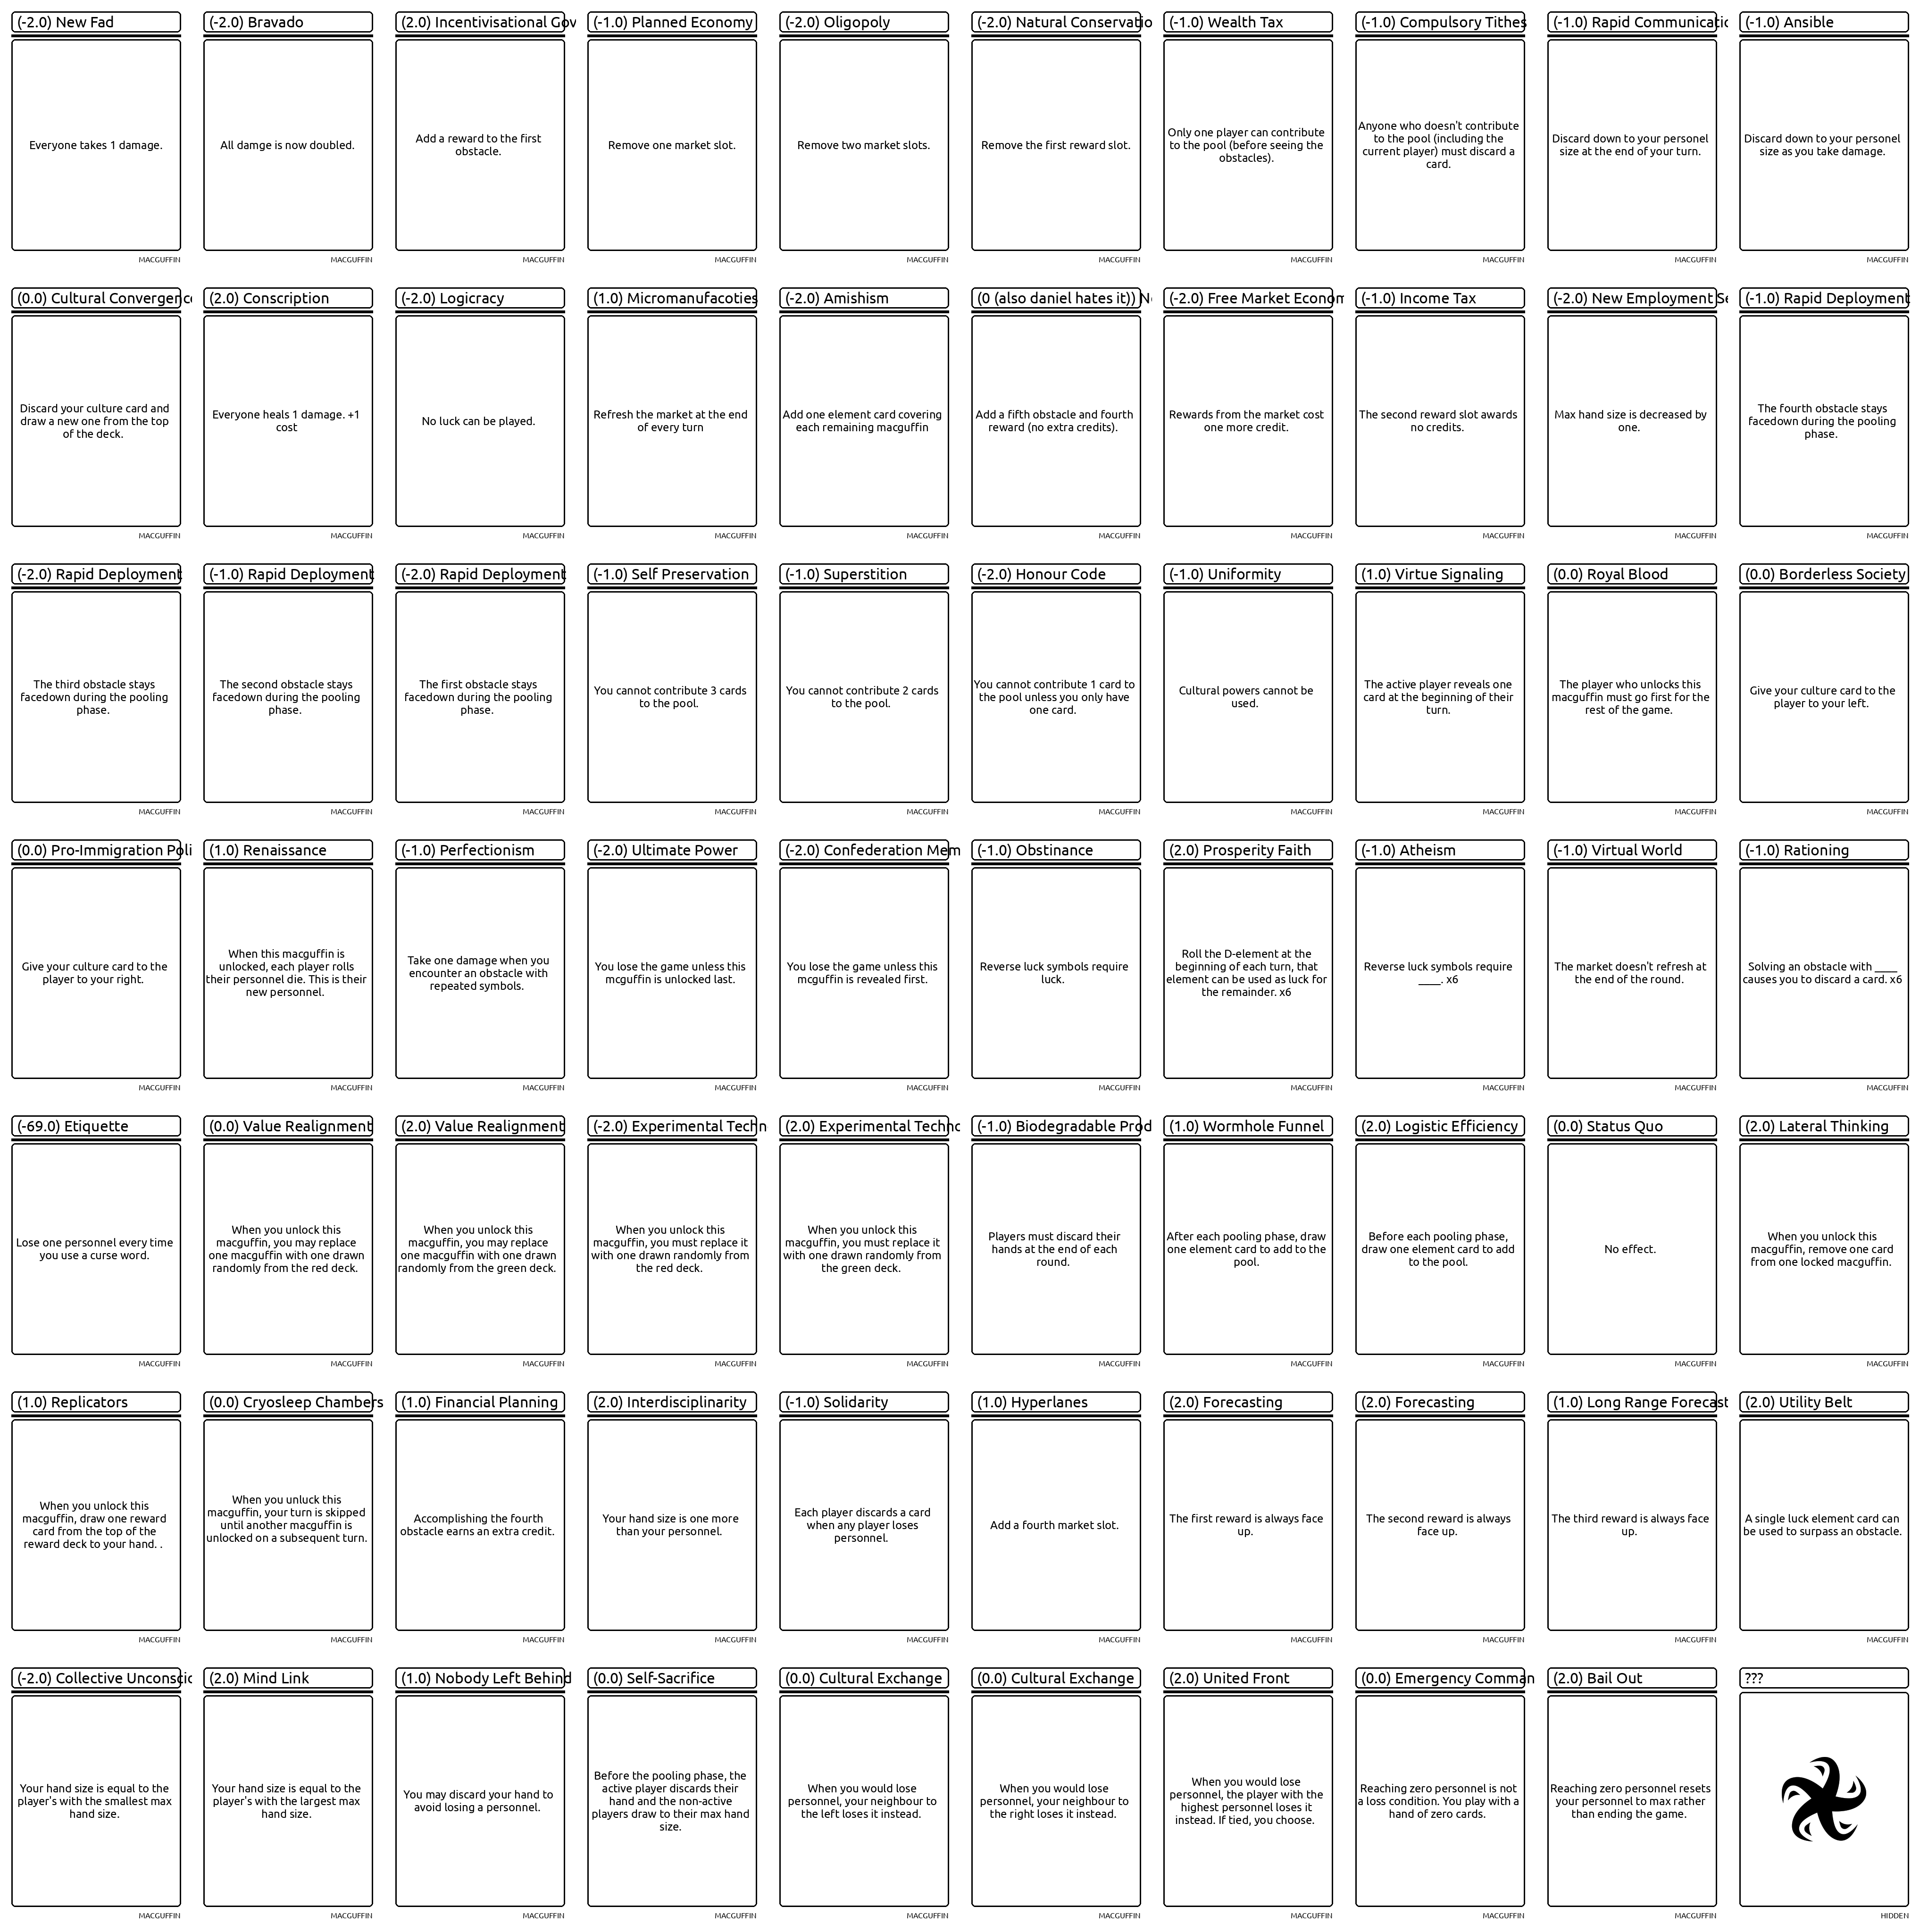 (-2.0) New Fad
Everyone takes 1 damage.
MACGUFFIN
(-2.0) Bravado
All damge is now doubled.
MACGUFFIN
(2.0) Incentivisational Gov
Add a reward to the first
obstacle.
MACGUFFIN
(-1.0) Planned Economy
Remove one market slot.
MACGUFFIN
(-2.0) Oligopoly
Remove two market slots.
MACGUFFIN
(-2.0) Natural Conservatio
Remove the first reward slot.
MACGUFFIN
(-1.0) Wealth Tax
Only one player can contribute
to the pool (before seeing the
obstacles).
MACGUFFIN
(-1.0) Compulsory Tithes
Anyone who doesn't contribute
to the pool (including the
current player) must discard a
card.
MACGUFFIN
(-1.0) Rapid Communicatic
Discard down to your personel
size at the end of your turn.
MACGUFFIN
(-1.0) Ansible
Discard down to your personel
size as you take damage.
MACGUFFIN
(0.0) Cultural Convergenc
Discard your culture card and
draw a new one from the top
of the deck.
MACGUFFIN
(2.0) Conscription
Everyone heals 1 damage. +1
cost
MACGUFFIN
(-2.0) Logicracy
No luck can be played.
MACGUFFIN
(1.0) Micromanufacoties
Refresh the market at the end
of every turn
MACGUFFIN
(-2.0) Amishism
Add one element card covering
each remaining macguffin
MACGUFFIN
(0 (also daniel hates it)) N
Add a fifth obstacle and fourth
reward (no extra credits).
MACGUFFIN
(-2.0) Free Market Econom
Rewards from the market cost
one more credit.
MACGUFFIN
(-1.0) Income Tax
The second reward slot awards
no credits.
MACGUFFIN
(-2.0) New Employment Se
Max hand size is decreased by
one.
MACGUFFIN
(-1.0) Rapid Deployment
The fourth obstacle stays
facedown during the pooling
phase.
MACGUFFIN
(-2.0) Rapid Deployment
The third obstacle stays
facedown during the pooling
phase.
MACGUFFIN
(-1.0) Rapid Deployment
The second obstacle stays
facedown during the pooling
phase.
MACGUFFIN
(-2.0) Rapid Deployment
The first obstacle stays
facedown during the pooling
phase.
MACGUFFIN
(-1.0) Self Preservation
You cannot contribute 3 cards
to the pool.
MACGUFFIN
(-1.0) Superstition
You cannot contribute 2 cards
to the pool.
MACGUFFIN
(-2.0) Honour Code
You cannot contribute 1 card to
the pool unless you only have
one card.
MACGUFFIN
(-1.0) Uniformity
Cultural powers cannot be
used.
MACGUFFIN
(1.0) Virtue Signaling
The active player reveals one
card at the beginning of their
turn.
MACGUFFIN
(0.0) Royal Blood
The player who unlocks this
macguffin must go first for the
rest of the game.
MACGUFFIN
(0.0) Borderless Society
Give your culture card to the
player to your left.
MACGUFFIN
(0.0) Pro-Immigration Poli
Give your culture card to the
player to your right.
MACGUFFIN
(1.0) Renaissance
When this macguffin is
unlocked, each player rolls
their personnel die. This is their
new personnel.
MACGUFFIN
(-1.0) Perfectionism
Take one damage when you
encounter an obstacle with
repeated symbols.
MACGUFFIN
(-2.0) Ultimate Power
You lose the game unless this
mcguffin is unlocked last.
MACGUFFIN
(-2.0) Confederation Mem
You lose the game unless this
mcguffin is revealed first.
MACGUFFIN
(-1.0) Obstinance
Reverse luck symbols require
luck.
MACGUFFIN
(2.0) Prosperity Faith
Roll the D-element at the
beginning of each turn, that
element can be used as luck for
the remainder. x6
MACGUFFIN
(-1.0) Atheism
Reverse luck symbols require
____. x6
MACGUFFIN
(-1.0) Virtual World
The market doesn't refresh at
the end of the round.
MACGUFFIN
(-1.0) Rationing
Solving an obstacle with ____
causes you to discard a card. x6
MACGUFFIN
(-69.0) Etiquette
Lose one personnel every time
you use a curse word.
MACGUFFIN
(0.0) Value Realignment
When you unlock this
macguffin, you may replace
one macguffin with one drawn
randomly from the red deck.
MACGUFFIN
(2.0) Value Realignment
When you unlock this
macguffin, you may replace
one macguffin with one drawn
randomly from the green deck.
MACGUFFIN
(-2.0) Experimental Techn
When you unlock this
macguffin, you must replace it
with one drawn randomly from
the red deck.
MACGUFFIN
(2.0) Experimental Techno
When you unlock this
macguffin, you must replace it
with one drawn randomly from
the green deck.
MACGUFFIN
(-1.0) Biodegradable Prod
Players must discard their
hands at the end of each
round.
MACGUFFIN
(1.0) Wormhole Funnel
After each pooling phase, draw
one element card to add to the
pool.
MACGUFFIN
(2.0) Logistic Efficiency
Before each pooling phase,
draw one element card to add
to the pool.
MACGUFFIN
(0.0) Status Quo
No effect.
MACGUFFIN
(2.0) Lateral Thinking
When you unlock this
macguffin, remove one card
from one locked macguffin.
MACGUFFIN
(1.0) Replicators
When you unlock this
macguffin, draw one reward
card from the top of the
reward deck to your hand. .
MACGUFFIN
(0.0) Cryosleep Chambers
When you unluck this
macguffin, your turn is skipped
until another macguffin is
unlocked on a subsequent turn.
MACGUFFIN
(1.0) Financial Planning
Accomplishing the fourth
obstacle earns an extra credit.
MACGUFFIN
(2.0) Interdisciplinarity
Your hand size is one more
than your personnel.
MACGUFFIN
(-1.0) Solidarity
Each player discards a card
when any player loses
personnel.
MACGUFFIN
(1.0) Hyperlanes
Add a fourth market slot.
MACGUFFIN
(2.0) Forecasting
The first reward is always face
up.
MACGUFFIN
(2.0) Forecasting
The second reward is always
face up.
MACGUFFIN
(1.0) Long Range Forecast
The third reward is always face
up.
MACGUFFIN
(2.0) Utility Belt
A single luck element card can
be used to surpass an obstacle.
MACGUFFIN
(-2.0) Collective Unconscic
Your hand size is equal to the
player's with the smallest max
hand size.
MACGUFFIN
(2.0) Mind Link
Your hand size is equal to the
player's with the largest max
hand size.
MACGUFFIN
(1.0) Nobody Left Behind
You may discard your hand to
avoid losing a personnel.
MACGUFFIN
(0.0) Self-Sacrifice
Before the pooling phase, the
active player discards their
hand and the non-active
players draw to their max hand
size.
MACGUFFIN
(0.0) Cultural Exchange
When you would lose
personnel, your neighbour to
the left loses it instead.
MACGUFFIN
(0.0) Cultural Exchange
When you would lose
personnel, your neighbour to
the right loses it instead.
MACGUFFIN
(2.0) United Front
When you would lose
personnel, the player with the
highest personnel loses it
instead. If tied, you choose.
MACGUFFIN
(0.0) Emergency Comman
Reaching zero personnel is not
a loss condition. You play with a
hand of zero cards.
MACGUFFIN
(2.0) Bail Out
Reaching zero personnel resets
your personnel to max rather
than ending the game.
MACGUFFIN
???
HIDDEN